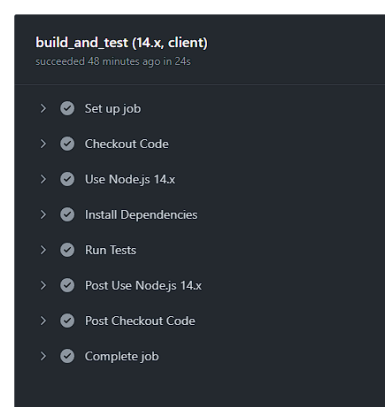 build_and_test (14.x, client)
succeeded 48 minutes ago in 24s
Set up job
Checkout Code
Use Node.js 14.x
Install Dependencies
Run Tests
Post Use Node.js 14.x
Post Checkout Code
Complete job